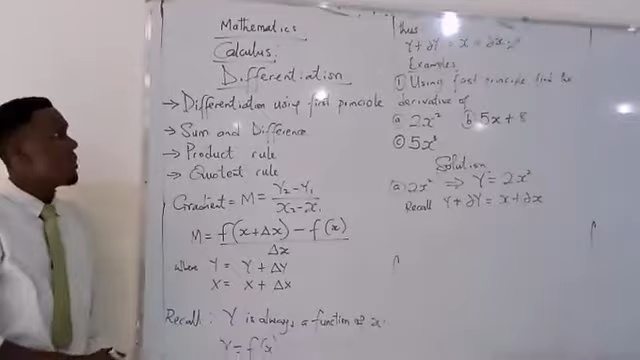 Mathematics
Calculus:
Differentiation
→ Differentiation using first principle
→ Sum and Difference
→ Product rule
→ Quotent rule
Gradient = M = Y₂ - Y₁ / x₂ - x₁
M = f(x + Δx) - f(x) / Δx
where Y = Y + ΔY
X = x + Δx
Recall : Y is always a function of x
Y = f(x)
thus
Y + ∂Y = x + ∂x
Examples
① Using first principle find the
derivative of
ⓐ 2x² ⓑ 5x + 8
ⓒ 5x³
Solution
ⓐ 2x² ⇒ Y = 2x²
Recall Y + ∂Y = x + ∂x